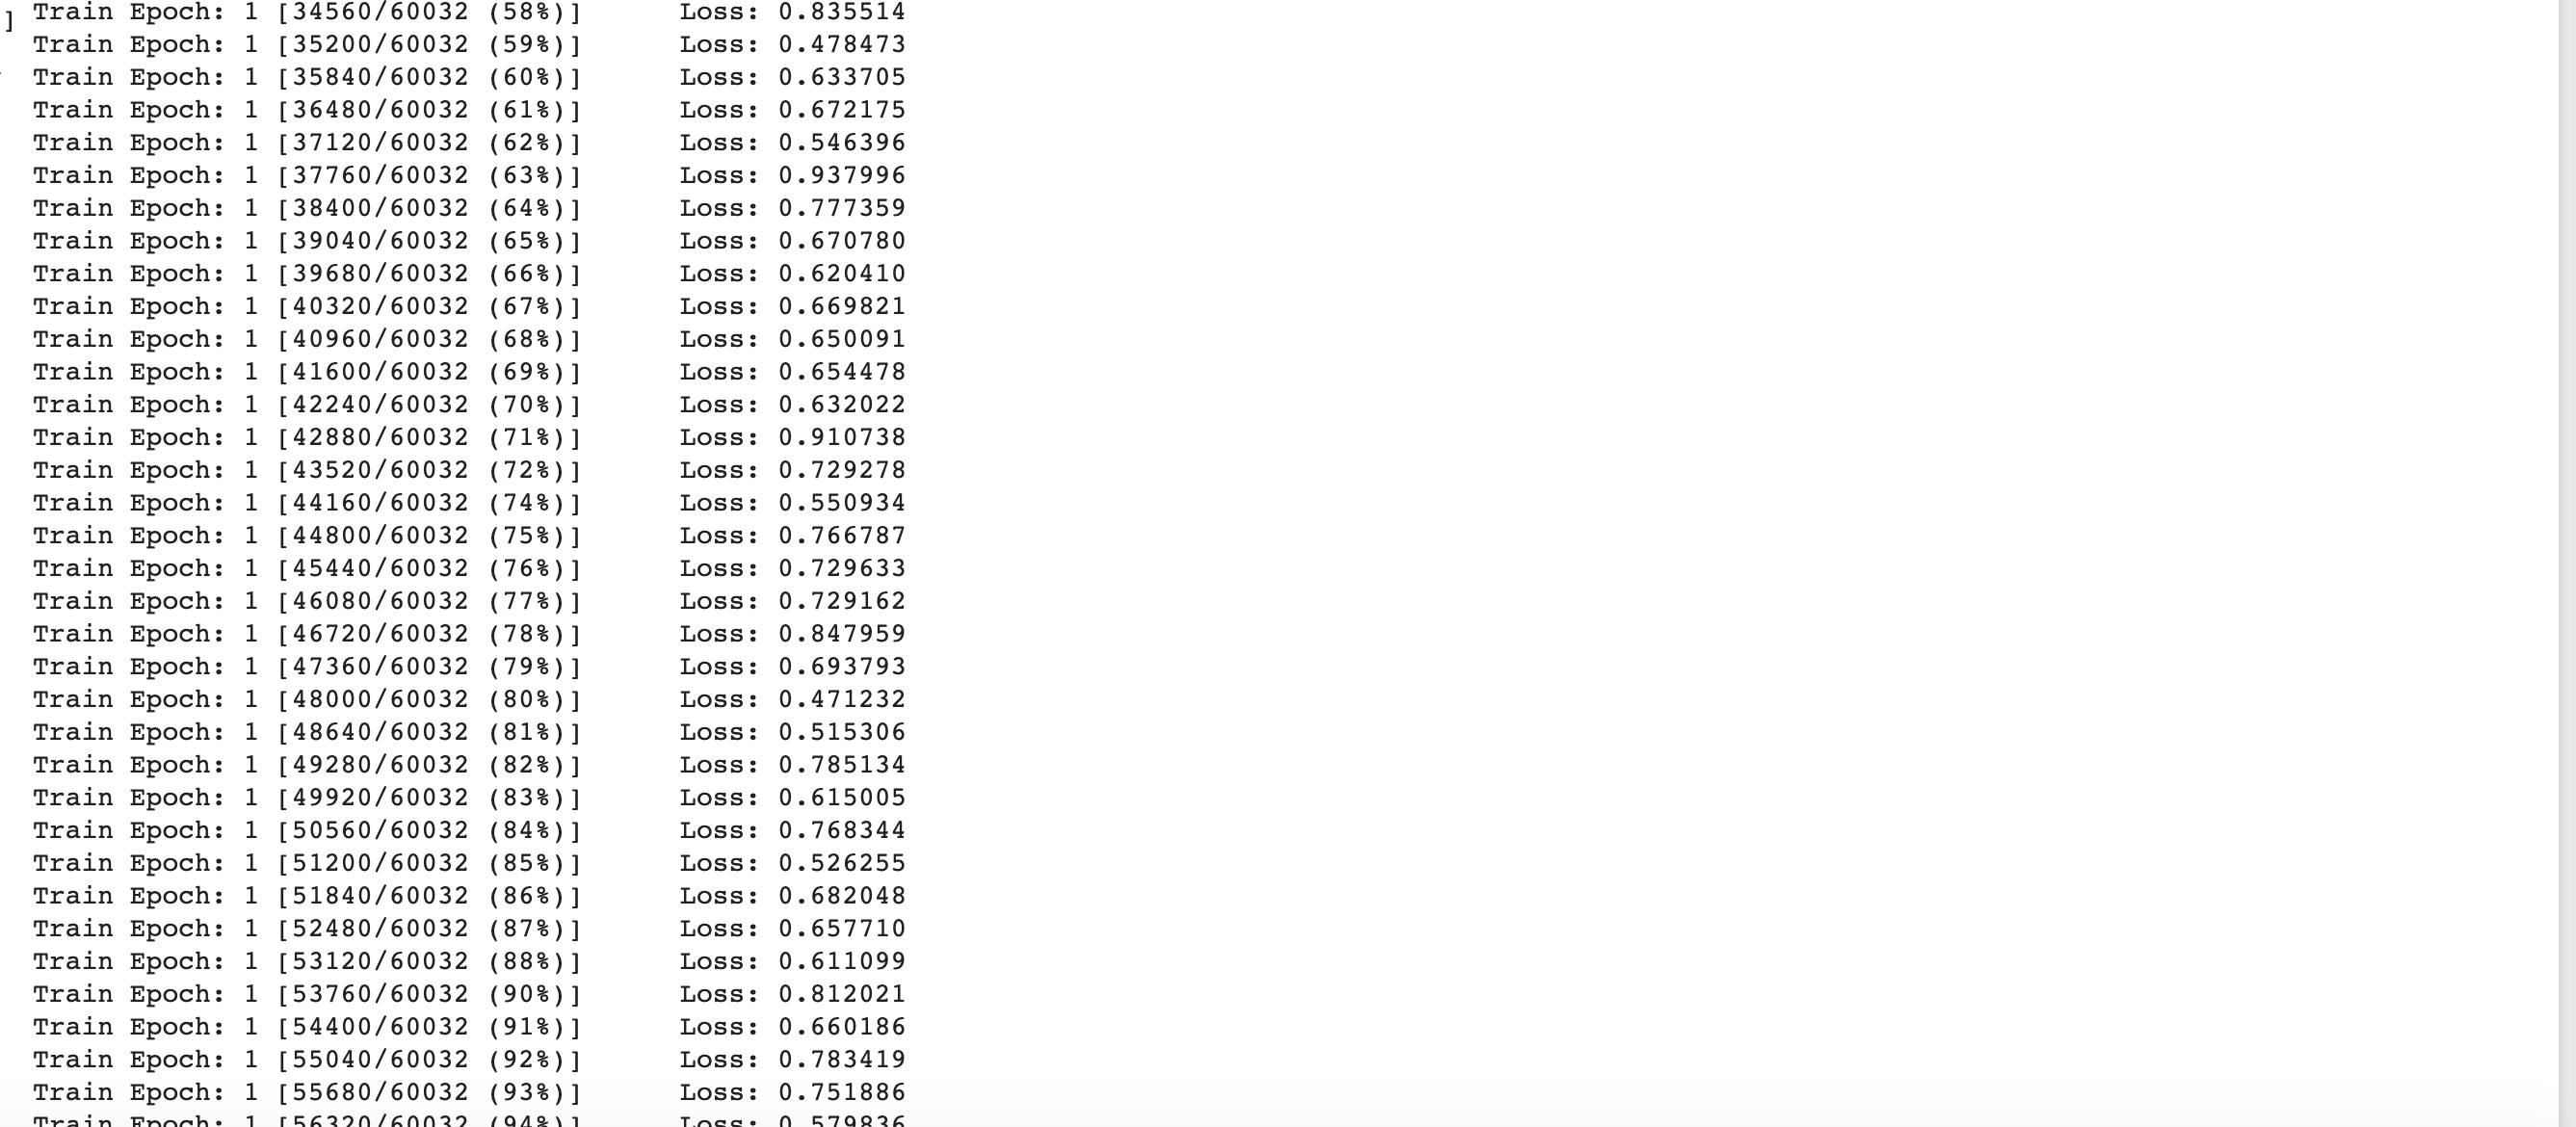 ]
Train Epoch: 1 [34560/60032 (58%)] Loss: 0.835514
Train Epoch: 1 [35200/60032 (59%)] Loss: 0.478473
Train Epoch: 1 [35840/60032 (60%)] Loss: 0.633705
Train Epoch: 1 [36480/60032 (61%)] Loss: 0.672175
Train Epoch: 1 [37120/60032 (62%)] Loss: 0.546396
Train Epoch: 1 [37760/60032 (63%)] Loss: 0.937996
Train Epoch: 1 [38400/60032 (64%)] Loss: 0.777359
Train Epoch: 1 [39040/60032 (65%)] Loss: 0.670780
Train Epoch: 1 [39680/60032 (66%)] Loss: 0.620410
Train Epoch: 1 [40320/60032 (67%)] Loss: 0.669821
Train Epoch: 1 [40960/60032 (68%)] Loss: 0.650091
Train Epoch: 1 [41600/60032 (69%)] Loss: 0.654478
Train Epoch: 1 [42240/60032 (70%)] Loss: 0.632022
Train Epoch: 1 [42880/60032 (71%)] Loss: 0.910738
Train Epoch: 1 [43520/60032 (72%)] Loss: 0.729278
Train Epoch: 1 [44160/60032 (74%)] Loss: 0.550934
Train Epoch: 1 [44800/60032 (75%)] Loss: 0.766787
Train Epoch: 1 [45440/60032 (76%)] Loss: 0.729633
Train Epoch: 1 [46080/60032 (77%)] Loss: 0.729162
Train Epoch: 1 [46720/60032 (78%)] Loss: 0.847959
Train Epoch: 1 [47360/60032 (79%)] Loss: 0.693793
Train Epoch: 1 [48000/60032 (80%)] Loss: 0.471232
Train Epoch: 1 [48640/60032 (81%)] Loss: 0.515306
Train Epoch: 1 [49280/60032 (82%)] Loss: 0.785134
Train Epoch: 1 [49920/60032 (83%)] Loss: 0.615005
Train Epoch: 1 [50560/60032 (84%)] Loss: 0.768344
Train Epoch: 1 [51200/60032 (85%)] Loss: 0.526255
Train Epoch: 1 [51840/60032 (86%)] Loss: 0.682048
Train Epoch: 1 [52480/60032 (87%)] Loss: 0.657710
Train Epoch: 1 [53120/60032 (88%)] Loss: 0.611099
Train Epoch: 1 [53760/60032 (90%)] Loss: 0.812021
Train Epoch: 1 [54400/60032 (91%)] Loss: 0.660186
Train Epoch: 1 [55040/60032 (92%)] Loss: 0.783419
Train Epoch: 1 [55680/60032 (93%)] Loss: 0.751886
Train Epoch: 1 [56320/60032 (94%)] Loss: 0.579836